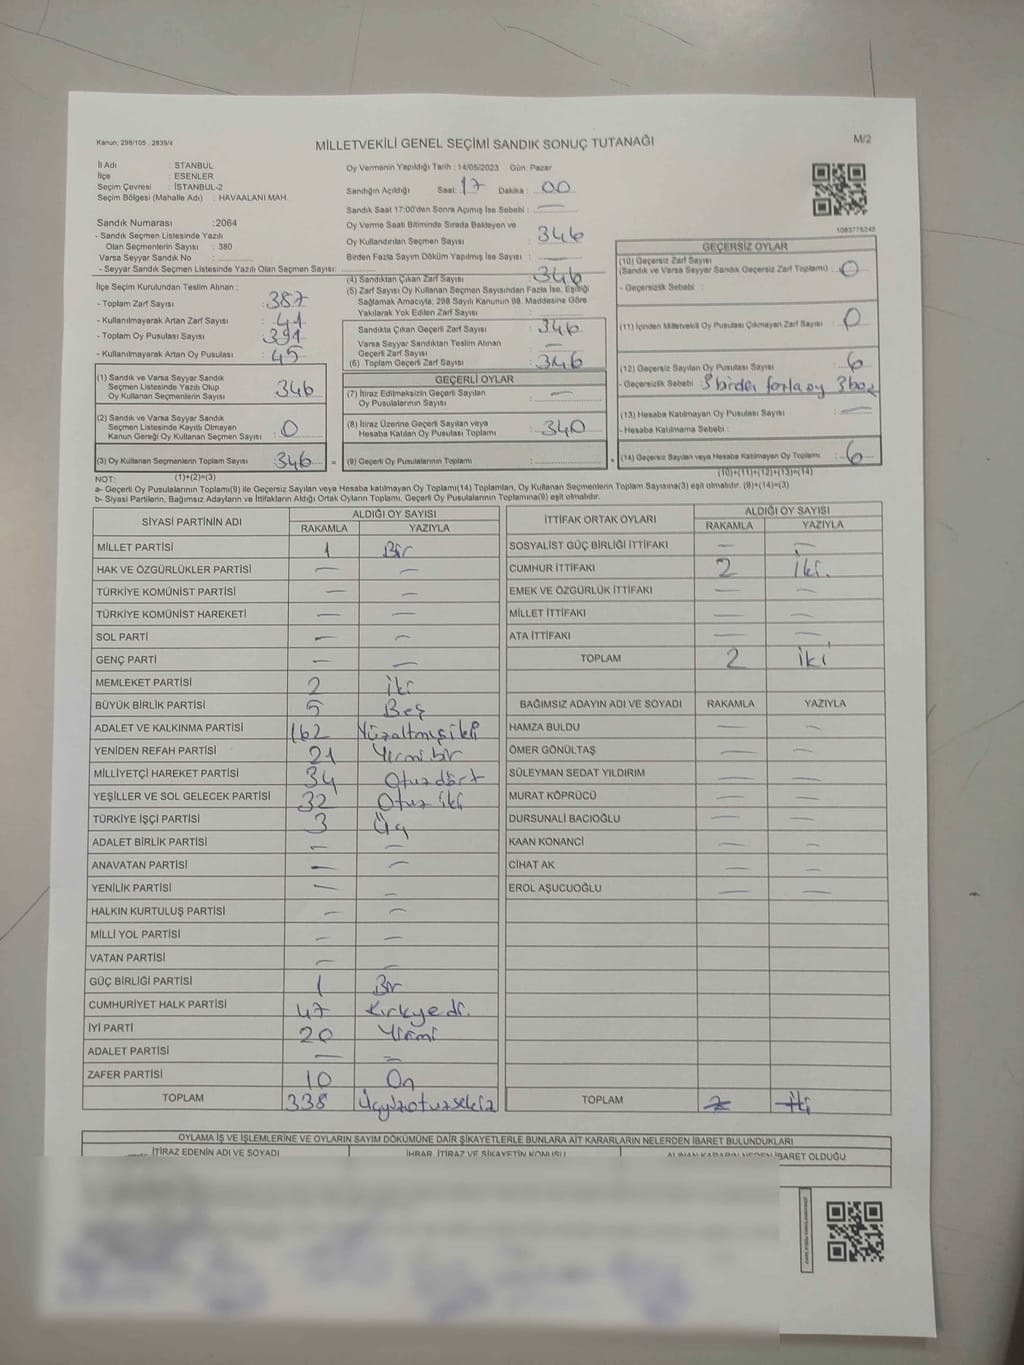 Kanun, 298/105 , 2839/4
MİLLETVEKİLİ GENEL SEÇİMİ SANDIK SONUÇ TUTANAĞI
M/2
İl Adı : STANBUL
İlçe : ESENLER
Seçim Çevresi : İSTANBUL-2
Seçim Bölgesi (Mahalle Adı) : HAVAALANI MAH.
Sandık Numarası :2064
- Sandık Seçmen Listesinde Yazılı
Olan Seçmenlerin Sayısı : 380
Varsa Seyyar Sandık No :
- Seyyar Sandık Seçmen Listesinde Yazılı Olan Seçmen Sayısı:
İlçe Seçim Kurulundan Teslim Alınan :
- Toplam Zarf Sayısı : 387
- Kullanılmayarak Artan Zarf Sayısı : 41
- Toplam Oy Pusulası Sayısı : 391
- Kullanılmayarak Artan Oy Pusulası : 45
(1) Sandık ve Varsa Seyyar Sandık
Seçmen Listesinde Yazılı Olup
Oy Kullanan Seçmenlerin Sayısı : 346
(2) Sandık ve Varsa Seyyar Sandık
Seçmen Listesinde Kayıtlı Olmayan
Kanun Gereği Oy Kullanan Seçmen Sayısı : 0
(3) Oy Kullanan Seçmenlerin Toplam Sayısı : 346 =
Oy Vermenin Yapıldığı Tarih : 14/05/2023 Gün: Pazar
Sandığın Açıldığı Saat: 17 Dakika : 00
Sandık Saat 17:00'den Sonra Açımış İse Sebebi : —
Oy Verme Saati Bitiminde Sırada Bekleyen ve
Oy Kullandırılan Seçmen Sayısı : 346
Birden Fazla Sayım Döküm Yapılmış İse Sayısı : —
(4) Sandıktan Çıkan Zarf Sayısı : 346
(5) Zarf Sayısı Oy Kullanan Seçmen Sayısından Fazla İse, Eşitliği
Sağlamak Amacıyla, 298 Sayılı Kanunun 98. Maddesine Göre
Yakılarak Yok Edilen Zarf Sayısı :
Sandıkta Çıkan Geçerli Zarf Sayısı : 346
Varsa Seyyar Sandıktan Teslim Alınan
Geçerli Zarf Sayısı : —
(6) Toplam Geçerli Zarf Sayısı : 346
GEÇERLİ OYLAR
(7) İtiraz Edilmeksizin Geçerli Sayılan
Oy Pusulalarının Sayısı : —
(8) İtiraz Üzerine Geçerli Sayılan veya
Hesaba Katılan Oy Pusulası Toplamı : 340
(9) Geçerli Oy Pusulalarının Toplamı : +
1083775240
GEÇERSİZ OYLAR
(10) Geçersiz Zarf Sayısı
(Sandık ve Varsa Seyyar Sandık Geçersiz Zarf Toplamı) : 0
- Geçersizlik Sebebi :
(11) İçinden Milletvekili Oy Pusulası Çıkmayan Zarf Sayısı : 0
(12) Geçersiz Sayılan Oy Pusulası Sayısı : 6
- Geçersizlik Sebebi : 3 birden fazla oy 3
(13) Hesaba Katılmayan Oy Pusulası Sayısı : —
- Hesaba Katılmama Sebebi :
(14) Geçersiz Sayılan veya Hesaba Katılmayan Oy Toplamı : 6
NOT: (1)+(2)=(3)
(10)+(11)+(12)+(13)=(14)
a- Geçerli Oy Pusulalarının Toplamı(9) ile Geçersiz Sayılan veya Hesaba katılmayan Oy Toplamı(14) Toplamları, Oy Kullanan Seçmenlerin Toplam Sayısına(3) eşit olmalıdır. (9)+(14)=(3)
b- Siyasi Partilerin, Bağımsız Adayların ve İttifakların Aldığı Ortak Oyların Toplamı, Geçerli Oy Pusulalarının Toplamına(9) eşit olmalıdır.
SİYASİ PARTİNİN ADI ALDIĞI OY SAYISI
RAKAMLA YAZIYLA
MİLLET PARTİSİ 1 Bir
HAK VE ÖZGÜRLÜKLER PARTİSİ — —
TÜRKİYE KOMÜNİST PARTİSİ — —
TÜRKİYE KOMÜNİST HAREKETİ — —
SOL PARTİ — —
GENÇ PARTİ — —
MEMLEKET PARTİSİ 2 İki
BÜYÜK BİRLİK PARTİSİ 5 Beş
ADALET VE KALKINMA PARTİSİ 162 Yüzaltmışiki
YENİDEN REFAH PARTİSİ 21 Yirmi bir
MİLLİYETÇİ HAREKET PARTİSİ 34 Otuzdört
YEŞİLLER VE SOL GELECEK PARTİSİ 32 Otuz iki
TÜRKİYE İŞÇİ PARTİSİ 3 Üç
ADALET BİRLİK PARTİSİ — —
ANAVATAN PARTİSİ — —
YENİLİK PARTİSİ — —
HALKIN KURTULUŞ PARTİSİ — —
MİLLİ YOL PARTİSİ — —
VATAN PARTİSİ — —
GÜÇ BİRLİĞİ PARTİSİ 1 Bir
CUMHURİYET HALK PARTİSİ 47 Kırkyedi.
İYİ PARTİ 20 Yirmi
ADALET PARTİSİ — —
ZAFER PARTİSİ 10 On
TOPLAM 338 Üçyüzotuzsekiz
İTTİFAK ORTAK OYLARI ALDIĞI OY SAYISI
RAKAMLA YAZIYLA
SOSYALİST GÜÇ BİRLİĞİ İTTİFAKI — —
CUMHUR İTTİFAKI 2 İki.
EMEK VE ÖZGÜRLÜK İTTİFAKI — —
MİLLET İTTİFAKI — —
ATA İTTİFAKI — —
TOPLAM 2 İki
BAĞIMSIZ ADAYIN ADI VE SOYADI RAKAMLA YAZIYLA
HAMZA BULDU — —
ÖMER GÖNÜLTAŞ — —
SÜLEYMAN SEDAT YILDIRIM — —
MURAT KÖPRÜCÜ — —
DURSUNALİ BACIOĞLU — —
KAAN KONANCİ — —
CİHAT AK — —
EROL AŞUCUOĞLU — —
TOPLAM 2 İki
OYLAMA İŞ VE İŞLEMLERİNE VE OYLARIN SAYIM DÖKÜMÜNE DAİR ŞİKAYETLERLE BUNLARA AİT KARARLARIN NELERDEN İBARET BULUNDUKLARI
İTİRAZ EDENİN ADI VE SOYADI İHBAR, İTİRAZ VE ŞİKAYETİN KONUSU ALINAN KARARIN NEDEN İBARET OLDUĞU